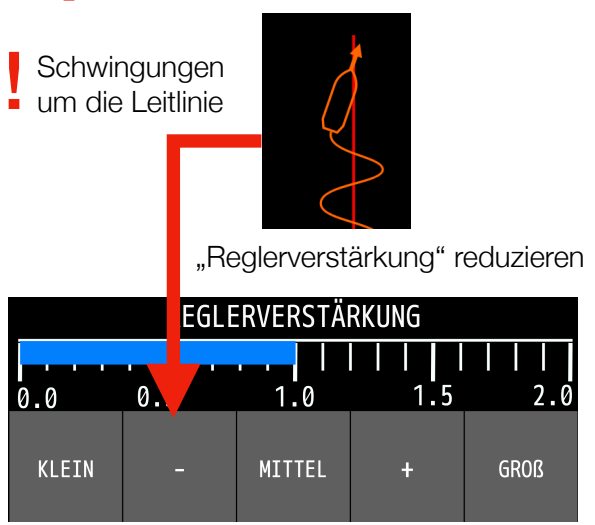 !
Schwingungen
um die Leitlinie
„Reglerverstärkung“ reduzieren
EGLERVERSTÄRKUNG
0.0 0. 1.0 1.5 2.0
KLEIN - MITTEL + GROß